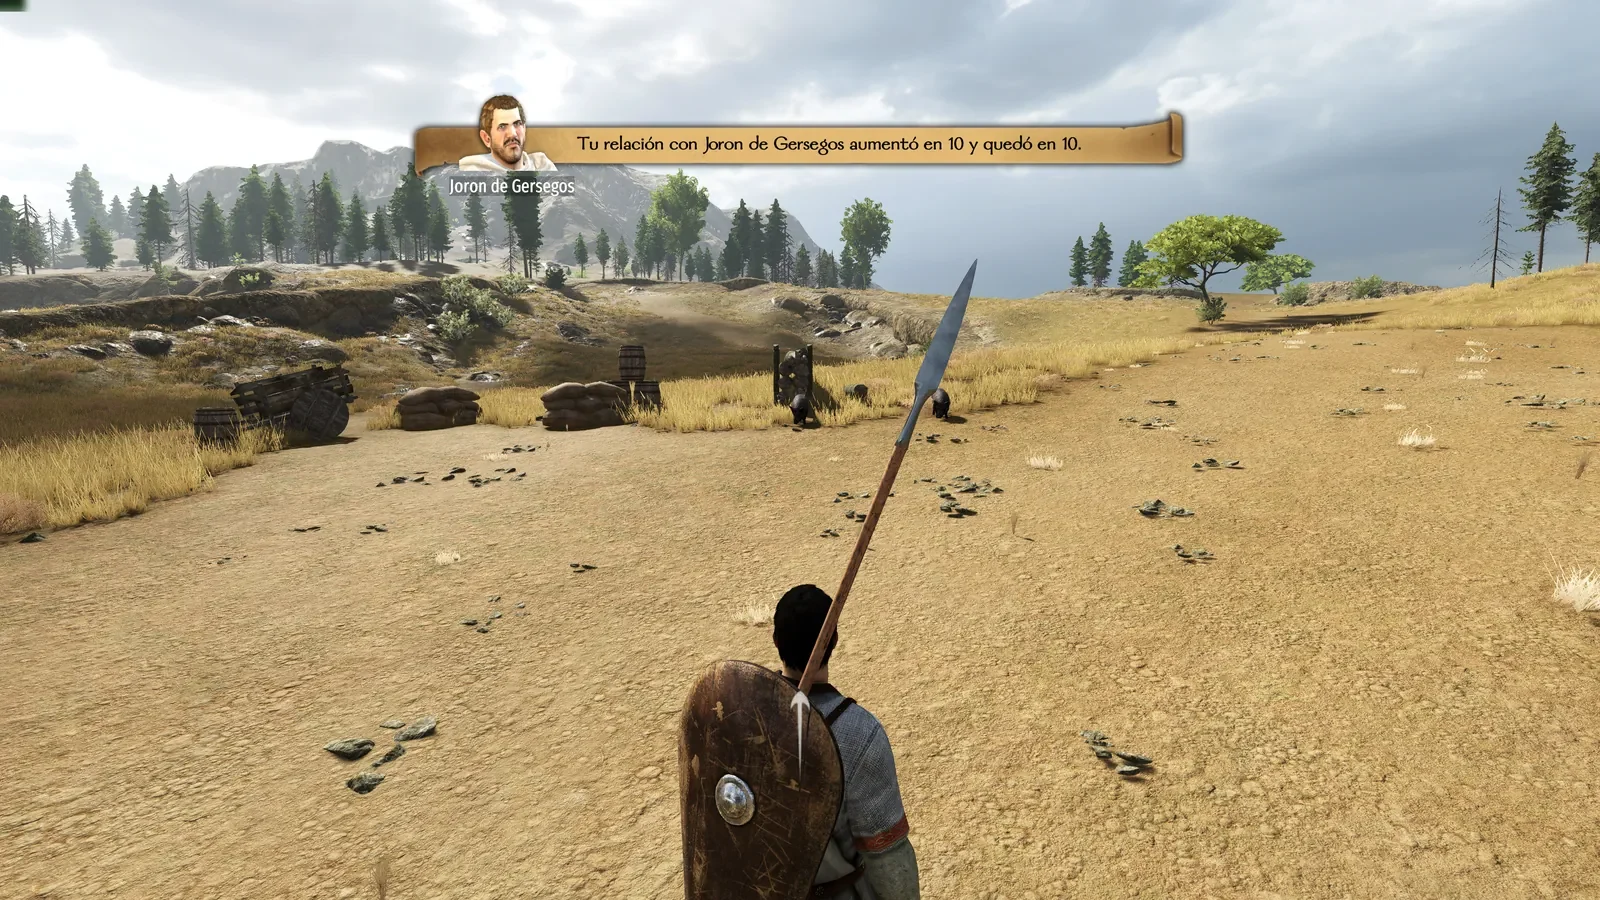 Tu relación con Joron de Gersegos aumentó en 10 y quedó en 10.
Joron de Gersegos